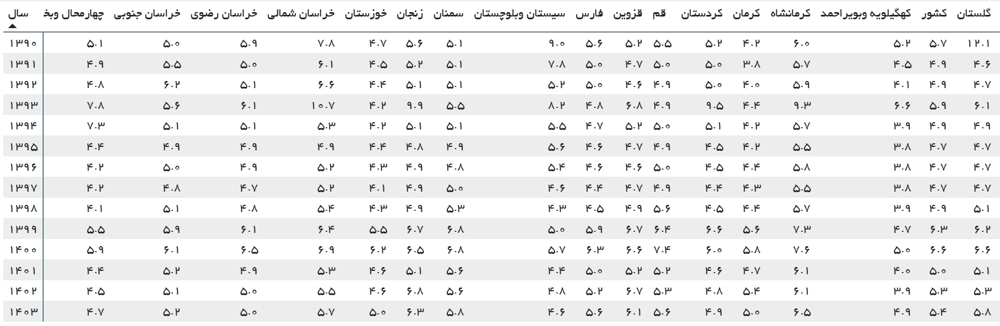 گلستان کشور کهگیلویه وبویراحمد کرمانشاه کرمان کردستان قم قزوین فارس سیستان وبلوچستان سمنان زنجان خوزستان خراسان شمالی خراسان رضوی خراسان جنوبی چهارمحال وبخ سال
۱۲.۱ ۵.۷ ۵.۲ ۶.۰ ۴.۲ ۵.۲ ۵.۵ ۵.۲ ۵.۶ ۹.۰ ۵.۱ ۵.۶ ۴.۷ ۷.۸ ۵.۹ ۵.۰ ۵.۱ ۱۳۹۰
۴.۶ ۴.۹ ۴.۵ ۵.۷ ۳.۸ ۵.۰ ۵.۰ ۴.۷ ۵.۰ ۷.۸ ۵.۱ ۵.۲ ۴.۵ ۶.۱ ۵.۰ ۵.۵ ۴.۹ ۱۳۹۱
۴.۷ ۴.۹ ۴.۱ ۵.۹ ۴.۰ ۵.۰ ۴.۹ ۴.۶ ۵.۰ ۵.۲ ۵.۱ ۵.۱ ۴.۴ ۶.۶ ۵.۱ ۶.۲ ۴.۸ ۱۳۹۲
۶.۱ ۵.۹ ۶.۶ ۹.۳ ۴.۴ ۹.۵ ۴.۹ ۶.۸ ۴.۸ ۸.۲ ۵.۵ ۹.۹ ۴.۲ ۱۰.۷ ۶.۱ ۵.۶ ۷.۸ ۱۳۹۳
۴.۹ ۴.۹ ۳.۹ ۵.۷ ۴.۲ ۵.۱ ۵.۰ ۵.۲ ۴.۷ ۵.۵ ۵.۱ ۵.۱ ۴.۲ ۵.۳ ۵.۱ ۵.۱ ۷.۳ ۱۳۹۴
۴.۷ ۴.۷ ۳.۸ ۵.۵ ۴.۲ ۴.۵ ۴.۹ ۴.۷ ۴.۶ ۵.۶ ۴.۹ ۴.۸ ۴.۴ ۴.۹ ۴.۹ ۴.۹ ۴.۴ ۱۳۹۵
۴.۷ ۴.۷ ۳.۸ ۵.۸ ۴.۴ ۴.۵ ۵.۰ ۴.۶ ۴.۶ ۵.۴ ۴.۸ ۴.۹ ۴.۳ ۵.۲ ۴.۹ ۵.۰ ۴.۲ ۱۳۹۶
۴.۷ ۴.۷ ۳.۸ ۵.۵ ۴.۳ ۴.۴ ۴.۹ ۴.۷ ۴.۴ ۴.۶ ۵.۰ ۴.۹ ۴.۱ ۵.۲ ۴.۷ ۴.۸ ۴.۲ ۱۳۹۷
۵.۱ ۴.۹ ۳.۹ ۵.۷ ۴.۴ ۴.۵ ۵.۶ ۴.۹ ۴.۵ ۴.۳ ۵.۳ ۴.۹ ۴.۳ ۵.۴ ۴.۸ ۵.۱ ۴.۱ ۱۳۹۸
۶.۲ ۶.۳ ۴.۷ ۷.۳ ۵.۶ ۶.۶ ۶.۴ ۶.۷ ۵.۹ ۵.۰ ۶.۸ ۶.۷ ۵.۵ ۶.۴ ۶.۱ ۵.۹ ۵.۵ ۱۳۹۹
۶.۶ ۶.۶ ۵.۰ ۷.۶ ۵.۸ ۶.۰ ۷.۴ ۶.۶ ۶.۳ ۵.۷ ۶.۸ ۶.۵ ۶.۲ ۶.۹ ۶.۵ ۶.۱ ۵.۹ ۱۴۰۰
۵.۱ ۵.۰ ۴.۰ ۶.۱ ۴.۷ ۴.۶ ۵.۲ ۵.۲ ۵.۰ ۴.۴ ۵.۶ ۵.۱ ۴.۶ ۵.۳ ۴.۹ ۵.۲ ۴.۴ ۱۴۰۱
۵.۳ ۵.۳ ۳.۹ ۶.۱ ۵.۴ ۴.۸ ۵.۳ ۶.۷ ۵.۲ ۴.۸ ۵.۶ ۶.۸ ۴.۶ ۵.۵ ۵.۰ ۵.۱ ۴.۵ ۱۴۰۲
۵.۸ ۵.۴ ۴.۹ ۶.۵ ۵.۰ ۴.۹ ۵.۶ ۶.۱ ۵.۶ ۴.۶ ۵.۸ ۶.۳ ۵.۰ ۵.۷ ۵.۰ ۵.۲ ۴.۷ ۱۴۰۳